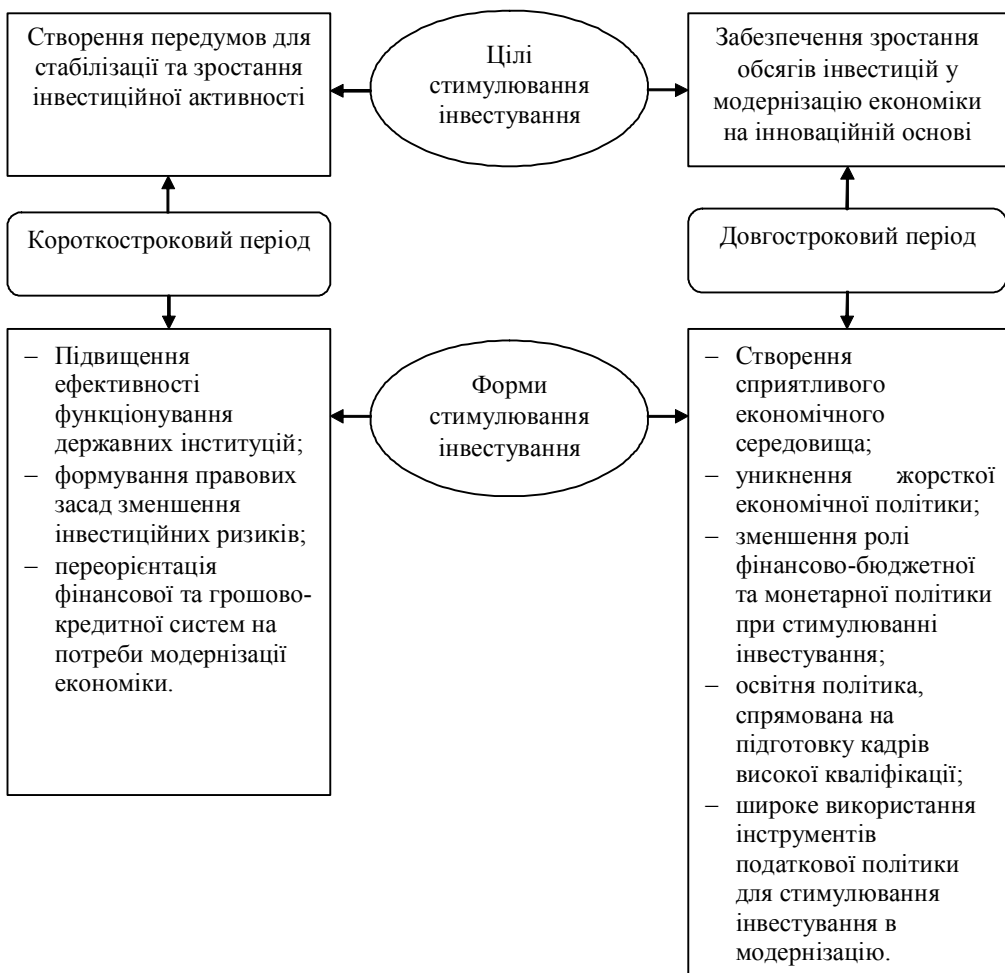 Створення передумов для
стабілізації та зростання
інвестиційної активності
Цілі
стимулювання
інвестування
Забезпечення зростання
обсягів інвестицій у
модернізацію економіки
на інноваційній основі
Короткостроковий період
Довгостроковий період
– Підвищення
ефективності
функціонування
державних інституцій;
– формування правових
засад зменшення
інвестиційних ризиків;
– переорієнтація
фінансової та грошово-
кредитної систем на
потреби модернізації
економіки.
Форми
стимулювання
інвестування
– Створення
сприятливого
економічного
середовища;
– уникнення жорсткої
економічної політики;
– зменшення ролі
фінансово-бюджетної
та монетарної політики
при стимулюванні
інвестування;
– освітня політика,
спрямована на
підготовку кадрів
високої кваліфікації;
– широке використання
інструментів
податкової політики
для стимулювання
інвестування в
модернізацію.